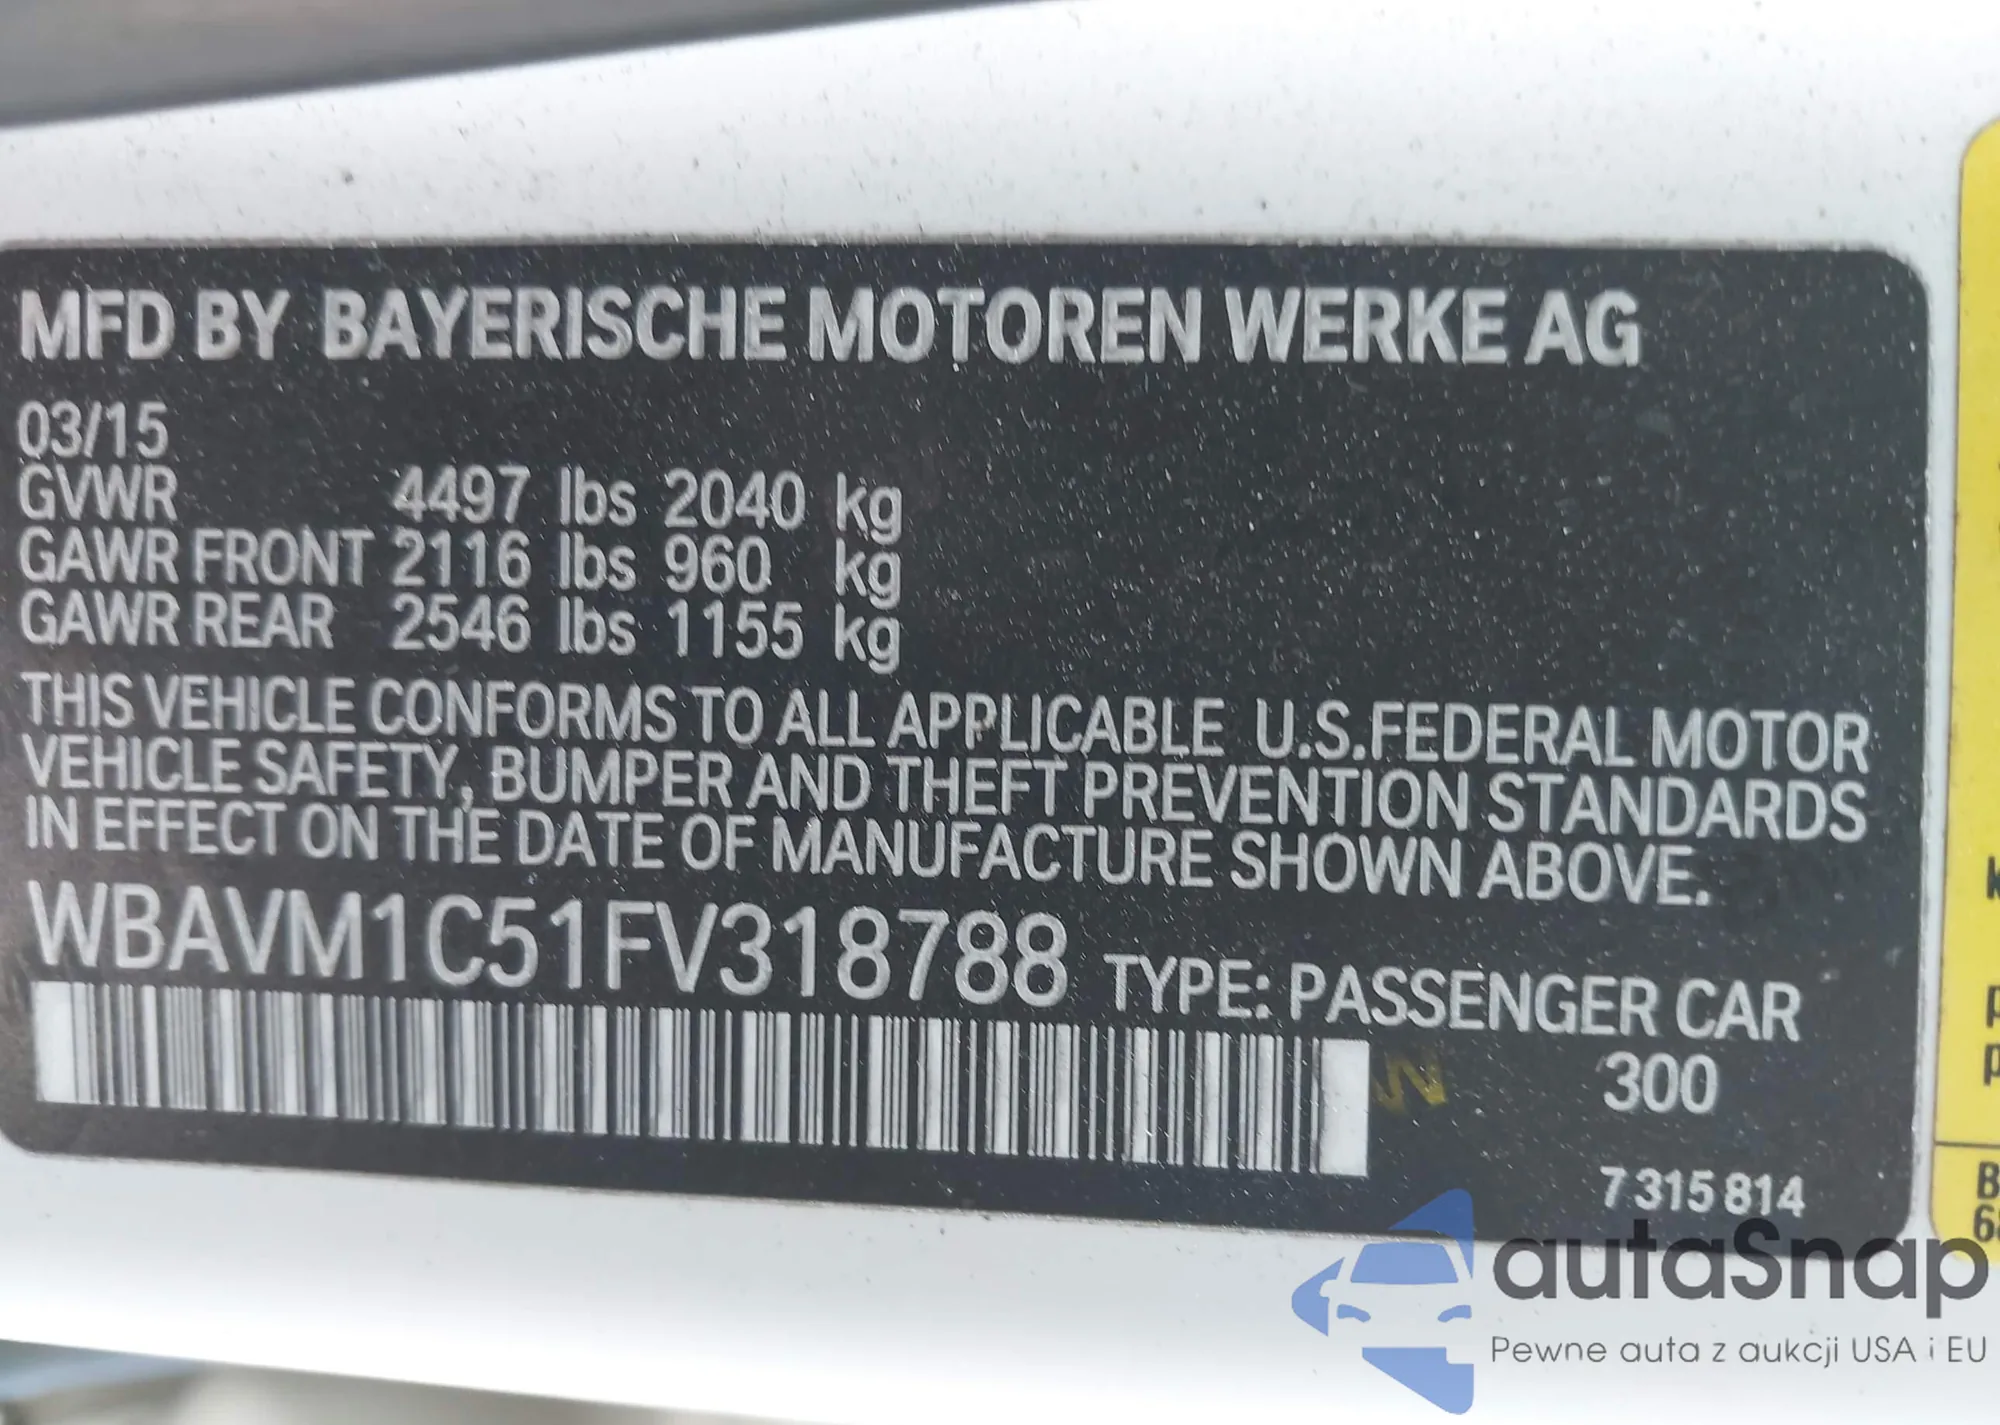 MFD BY BAYERISCHE MOTOREN WERKE AG
03/15
GVWR 4497 lbs 2040 kg
GAWR FRONT 2116 lbs 960 kg
GAWR REAR 2546 lbs 1155 kg
THIS VEHICLE CONFORMS TO ALL APPLICABLE U.S.FEDERAL MOTOR
VEHICLE SAFETY, BUMPER AND THEFT PREVENTION STANDARDS
IN EFFECT ON THE DATE OF MANUFACTURE SHOWN ABOVE.
WBAVM1C51FV318788 TYPE: PASSENGER CAR
300
7 315 814
autaSnap
Pewne auta z aukcji USA i EU